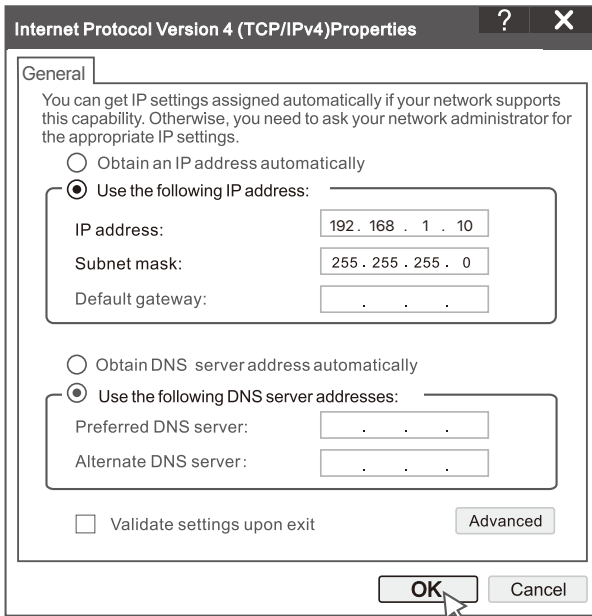 Internet Protocol Version 4 (TCP/IPv4)Properties
?
X
General
You can get IP settings assigned automatically if your network supports
this capability. Otherwise, you need to ask your network administrator for
the appropriate IP settings.
Obtain an IP address automatically
Use the following IP address:
IP address: 192. 168 . 1 . 10
Subnet mask: 255 . 255 . 255 . 0
Default gateway: . . .
Obtain DNS server address automatically
Use the following DNS server addresses:
Preferred DNS server: . . .
Alternate DNS server: . . .
Validate settings upon exit
Advanced
OK
Cancel